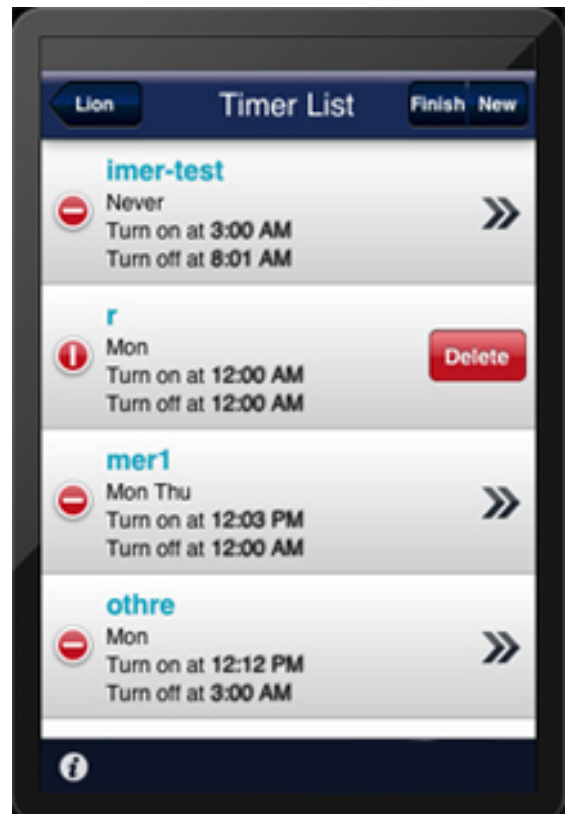 Lion Timer List Finish New
imer-test
Never
Turn on at 3:00 AM
Turn off at 8:01 AM
r
Mon
Turn on at 12:00 AM
Turn off at 12:00 AM
Delete
mer1
Mon Thu
Turn on at 12:03 PM
Turn off at 12:00 AM
othre
Mon
Turn on at 12:12 PM
Turn off at 3:00 AM
i